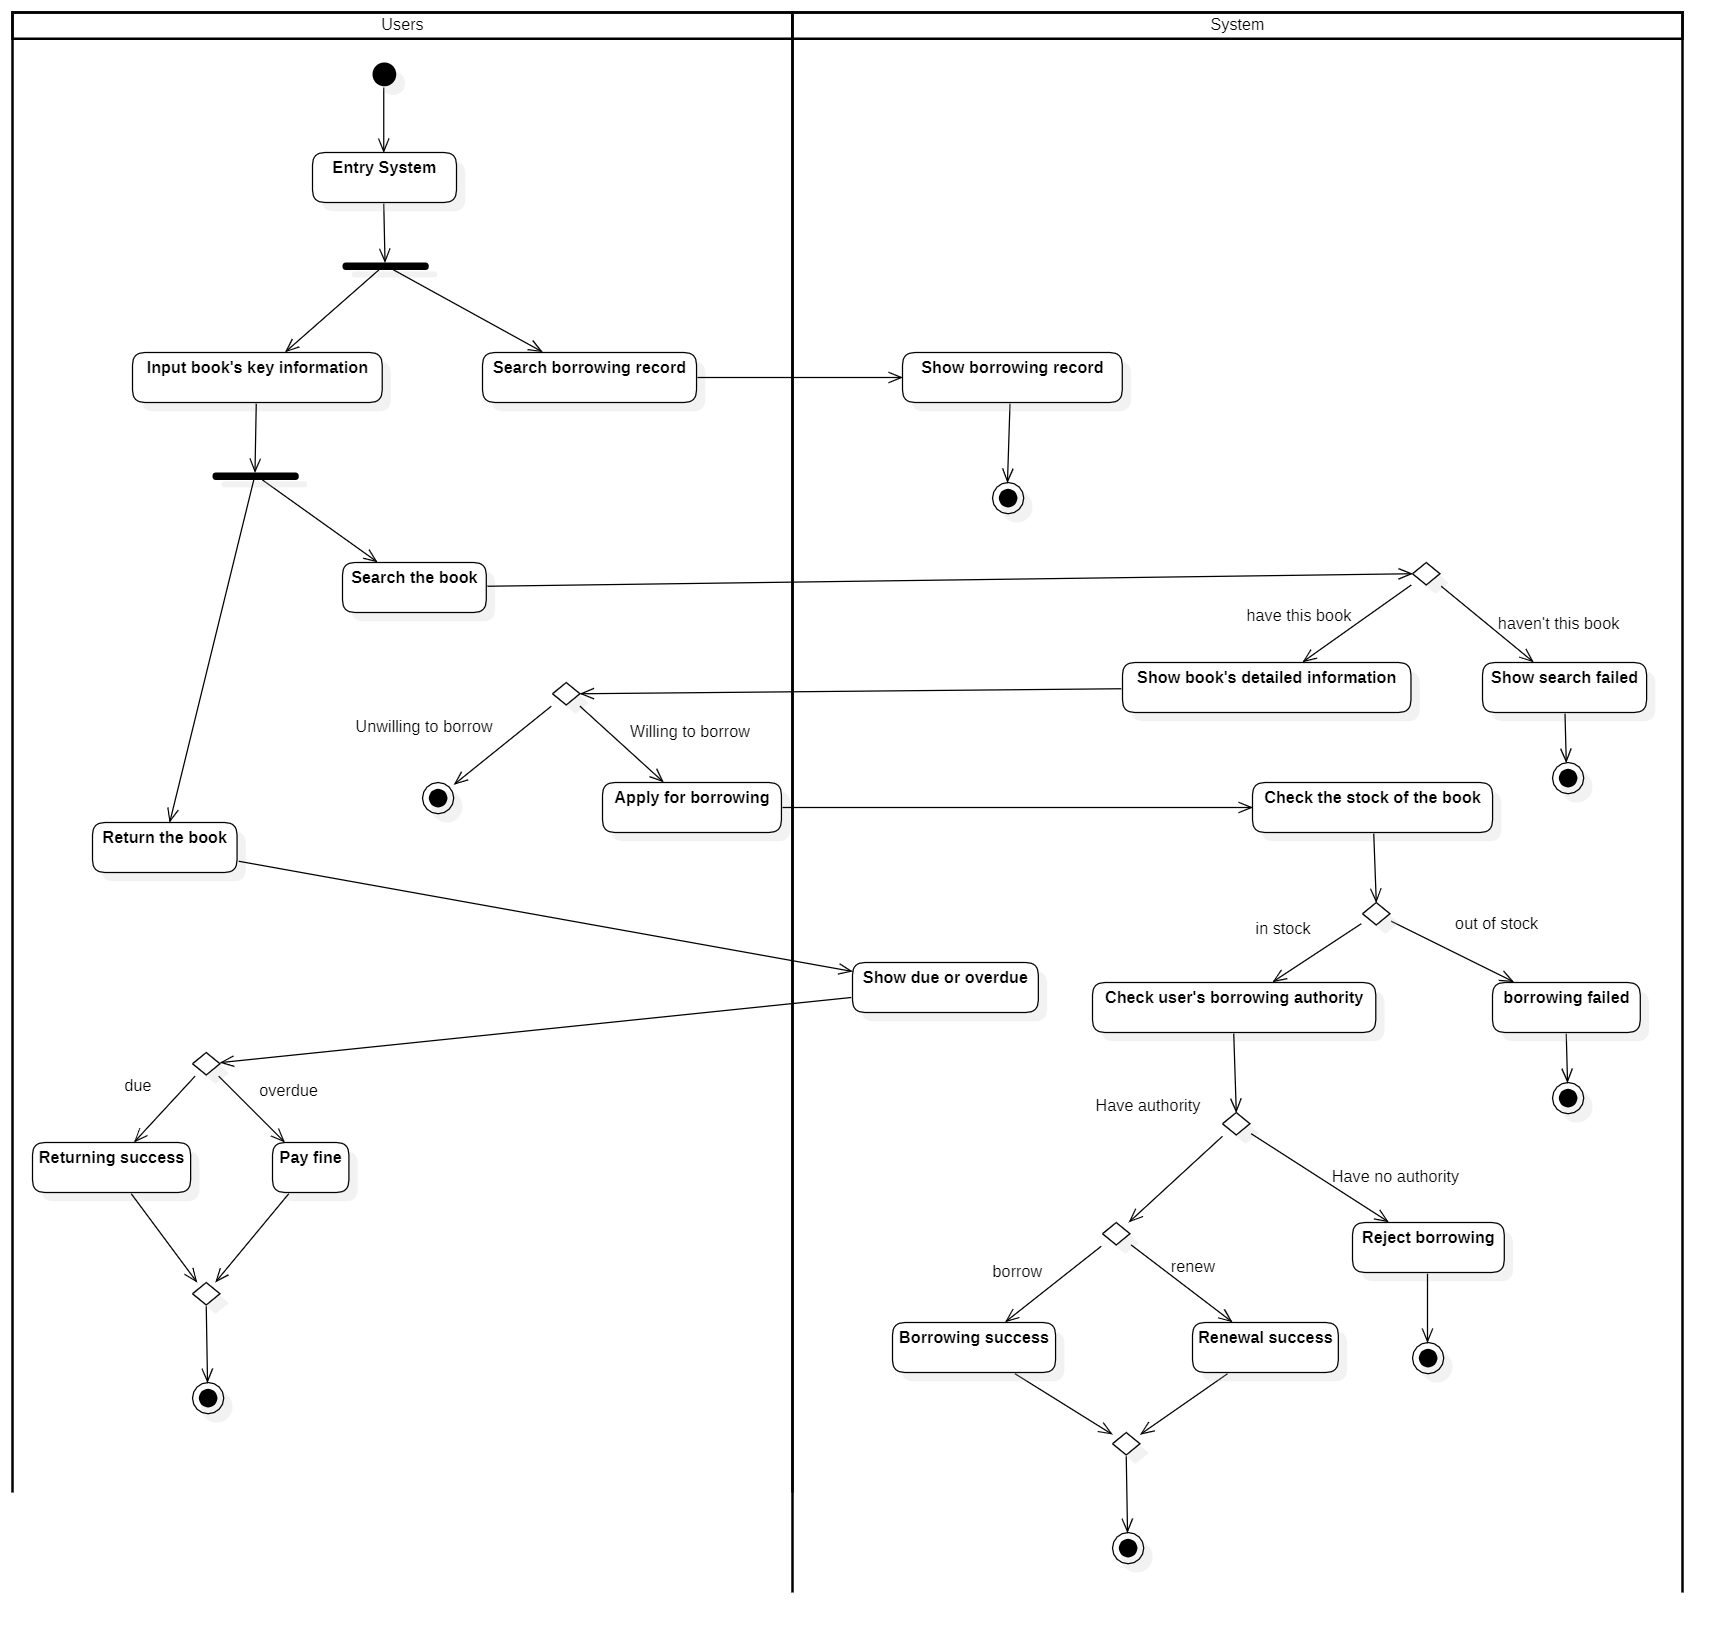 Users
System
Entry System
Input book's key information
Search borrowing record
Show borrowing record
Search the book
have this book
haven't this book
Show book's detailed information
Show search failed
Unwilling to borrow
Willing to borrow
Apply for borrowing
Check the stock of the book
Return the book
in stock
out of stock
Show due or overdue
Check user's borrowing authority
borrowing failed
due
overdue
Have authority
Returning success
Pay fine
Have no authority
Reject borrowing
borrow
renew
Borrowing success
Renewal success